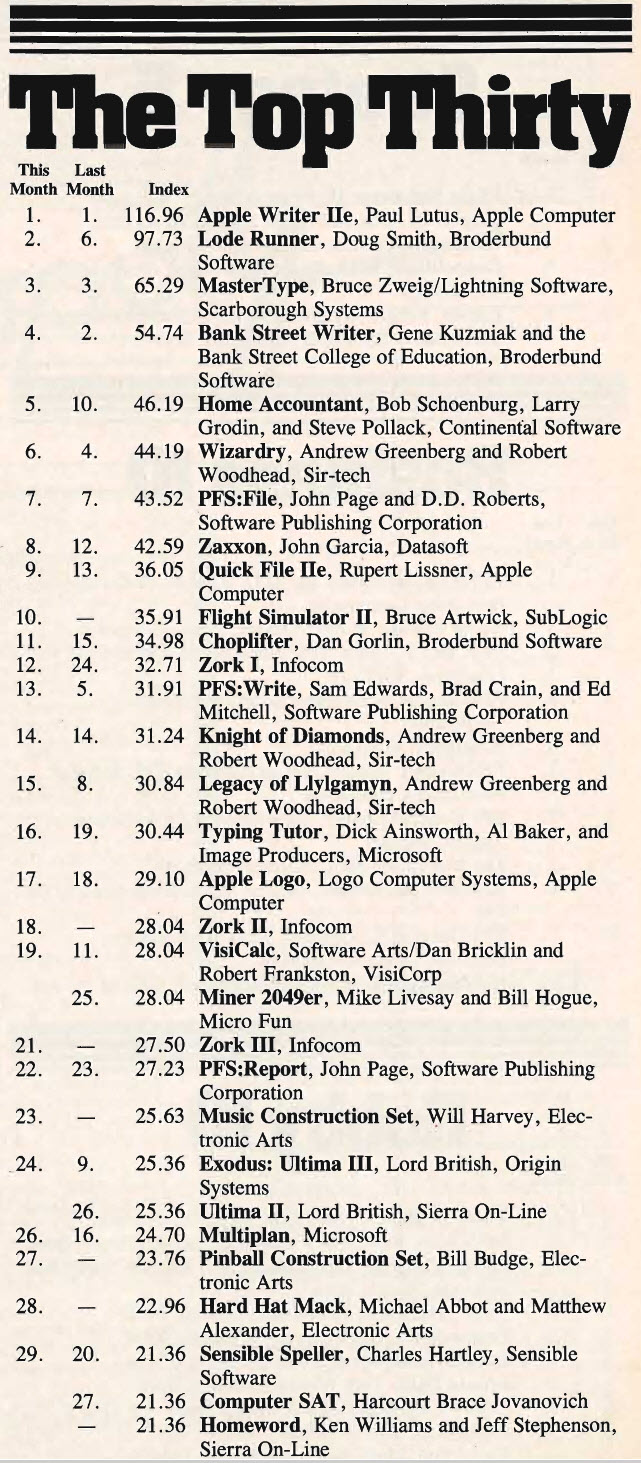 The Top Thirty
This Last
Month Month Index
1. 1. 116.96 Apple Writer IIe, Paul Lutus, Apple Computer
2. 6. 97.73 Lode Runner, Doug Smith, Broderbund
Software
3. 3. 65.29 MasterType, Bruce Zweig/Lightning Software,
Scarborough Systems
4. 2. 54.74 Bank Street Writer, Gene Kuzmiak and the
Bank Street College of Education, Broderbund
Software
5. 10. 46.19 Home Accountant, Bob Schoenburg, Larry
Grodin, and Steve Pollack, Continental Software
6. 4. 44.19 Wizardry, Andrew Greenberg and Robert
Woodhead, Sir-tech
7. 7. 43.52 PFS:File, John Page and D.D. Roberts,
Software Publishing Corporation
8. 12. 42.59 Zaxxon, John Garcia, Datasoft
9. 13. 36.05 Quick File IIe, Rupert Lissner, Apple
Computer
10. — 35.91 Flight Simulator II, Bruce Artwick, SubLogic
11. 15. 34.98 Choplifter, Dan Gorlin, Broderbund Software
12. 24. 32.71 Zork I, Infocom
13. 5. 31.91 PFS:Write, Sam Edwards, Brad Crain, and Ed
Mitchell, Software Publishing Corporation
14. 14. 31.24 Knight of Diamonds, Andrew Greenberg and
Robert Woodhead, Sir-tech
15. 8. 30.84 Legacy of Llylgamyn, Andrew Greenberg and
Robert Woodhead, Sir-tech
16. 19. 30.44 Typing Tutor, Dick Ainsworth, Al Baker, and
Image Producers, Microsoft
17. 18. 29.10 Apple Logo, Logo Computer Systems, Apple
Computer
18. — 28.04 Zork II, Infocom
19. 11. 28.04 VisiCalc, Software Arts/Dan Bricklin and
Robert Frankston, VisiCorp
25. 28.04 Miner 2049er, Mike Livesay and Bill Hogue,
Micro Fun
21. — 27.50 Zork III, Infocom
22. 23. 27.23 PFS:Report, John Page, Software Publishing
Corporation
23. — 25.63 Music Construction Set, Will Harvey, Elec-
tronic Arts
24. 9. 25.36 Exodus: Ultima III, Lord British, Origin
Systems
26. 25.36 Ultima II, Lord British, Sierra On-Line
26. 16. 24.70 Multiplan, Microsoft
27. — 23.76 Pinball Construction Set, Bill Budge, Elec-
tronic Arts
28. — 22.96 Hard Hat Mack, Michael Abbot and Matthew
Alexander, Electronic Arts
29. 20. 21.36 Sensible Speller, Charles Hartley, Sensible
Software
27. 21.36 Computer SAT, Harcourt Brace Jovanovich
— 21.36 Homeword, Ken Williams and Jeff Stephenson,
Sierra On-Line